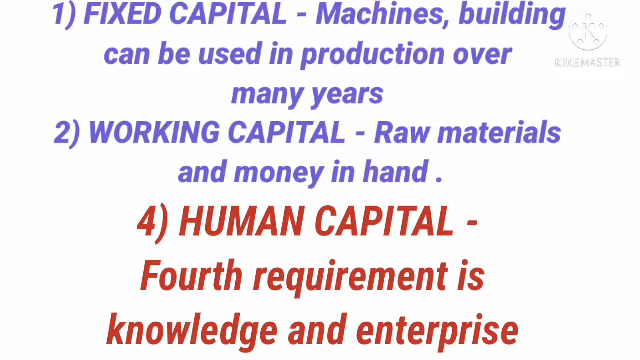 1) FIXED CAPITAL - Machines, building
can be used in production over
many years
2) WORKING CAPITAL - Raw materials
and money in hand .
4) HUMAN CAPITAL -
Fourth requirement is
knowledge and enterprise
KINEMASTER